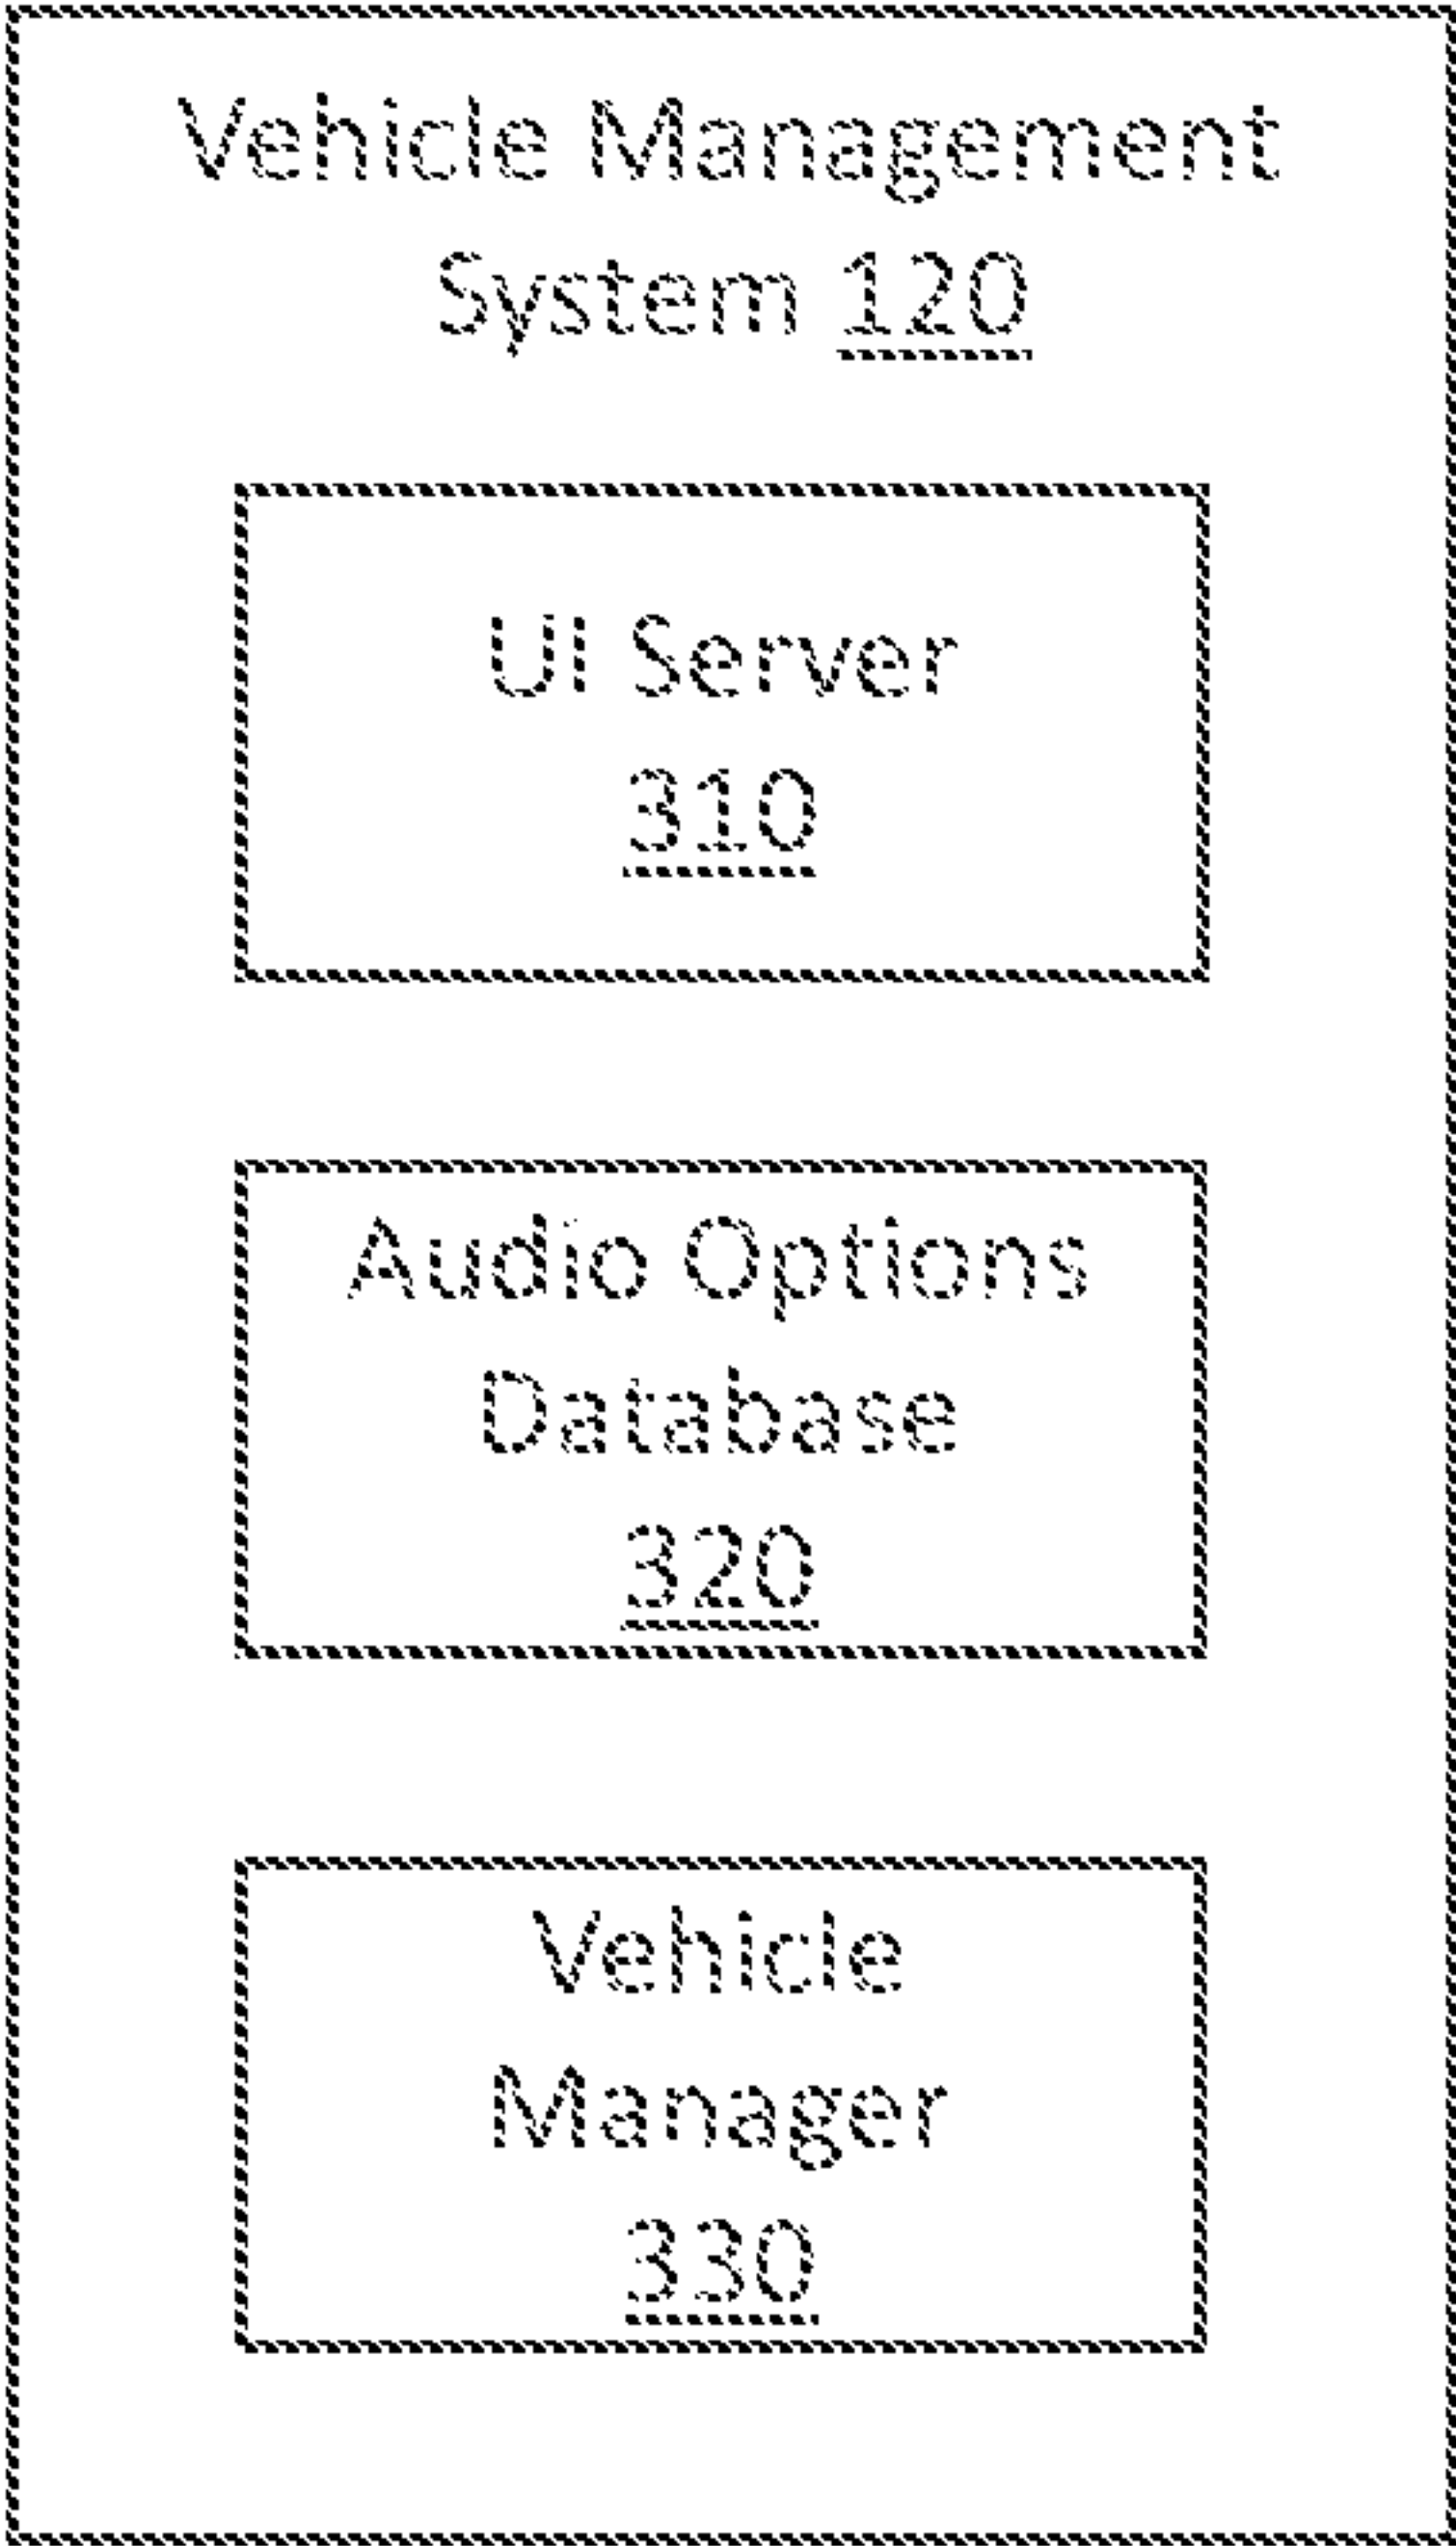 Vehicle Management
System 120
UI Server
310
Audio Options
Database
320
Vehicle
Manager
330